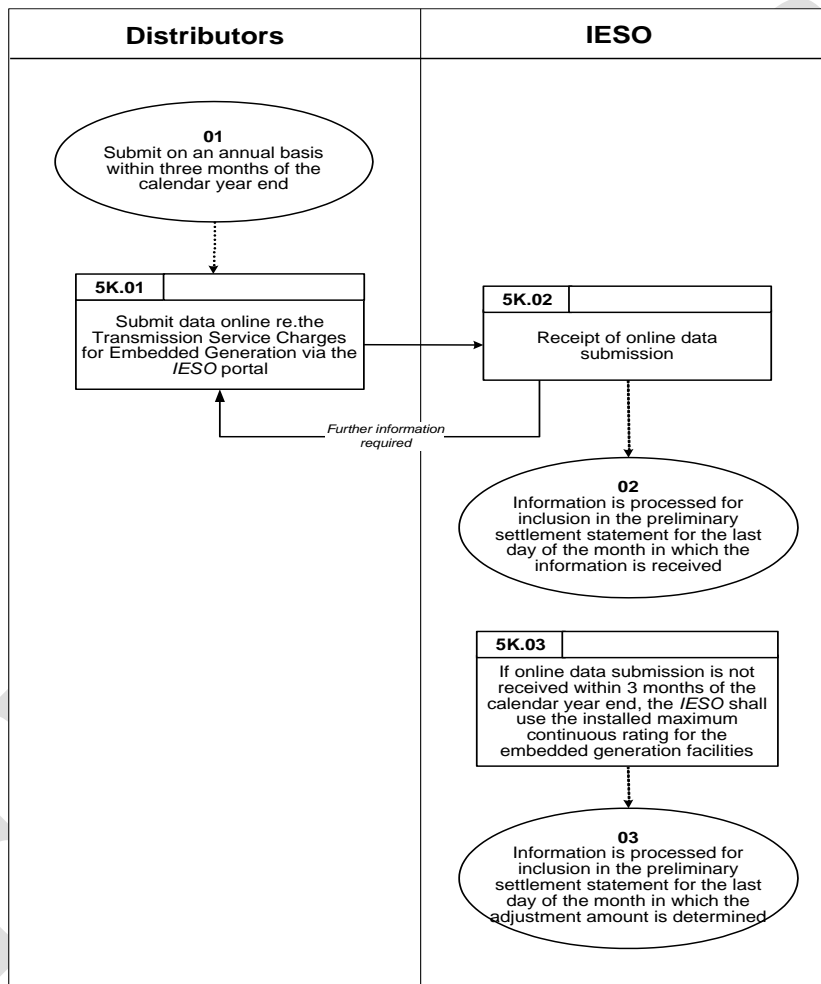 Distributors
IESO
01
Submit on an annual basis
within three months of the
calendar year end
5K.01
Submit data online re.the
Transmission Service Charges
for Embedded Generation via the
IESO portal
5K.02
Receipt of online data
submission
Further information
required
02
Information is processed for
inclusion in the preliminary
settlement statement for the last
day of the month in which the
information is received
5K.03
If online data submission is not
received within 3 months of the
calendar year end, the IESO shall
use the installed maximum
continuous rating for the
embedded generation facilities
03
Information is processed for
inclusion in the preliminary
settlement statement for the last
day of the month in which the
adjustment amount is determined